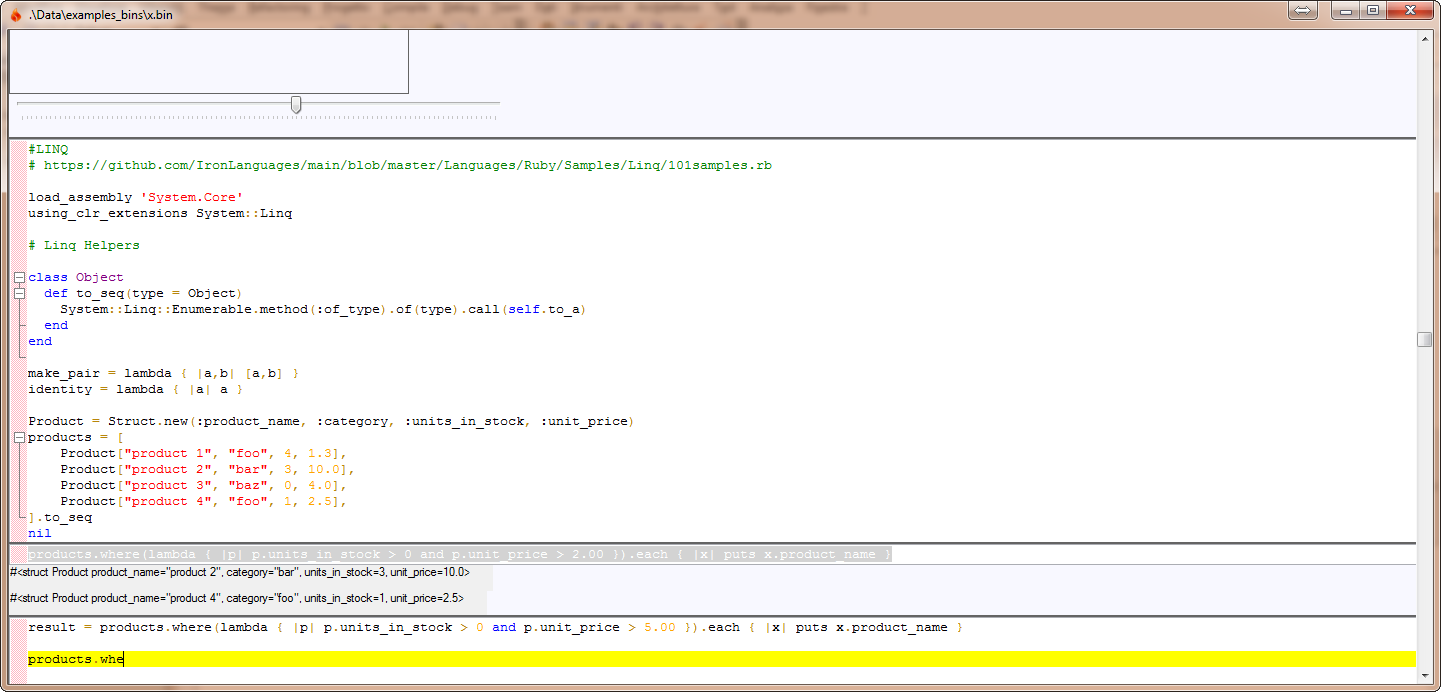 .\Data\examples_bins\x.bin
#LINQ
# https://github.com/IronLanguages/main/blob/master/Languages/Ruby/Samples/Linq/101samples.rb
load_assembly 'System.Core'
using_clr_extensions System::Linq
# Linq Helpers
class Object
  def to_seq(type = Object)
    System::Linq::Enumerable.method(:of_type).of(type).call(self.to_a)
  end
end
make_pair = lambda { |a,b| [a,b] }
identity = lambda { |a| a }
Product = Struct.new(:product_name, :category, :units_in_stock, :unit_price)
products = [
    Product["product 1", "foo", 4, 1.3],
    Product["product 2", "bar", 3, 10.0],
    Product["product 3", "baz", 0, 4.0],
    Product["product 4", "foo", 1, 2.5],
].to_seq
nil
products.where(lambda { |p| p.units_in_stock > 0 and p.unit_price > 2.00 }).each { |x| puts x.product_name }
#<struct Product product_name="product 2", category="bar", units_in_stock=3, unit_price=10.0>
#<struct Product product_name="product 4", category="foo", units_in_stock=1, unit_price=2.5>
result = products.where(lambda { |p| p.units_in_stock > 0 and p.unit_price > 5.00 }).each { |x| puts x.product_name }
products.whe